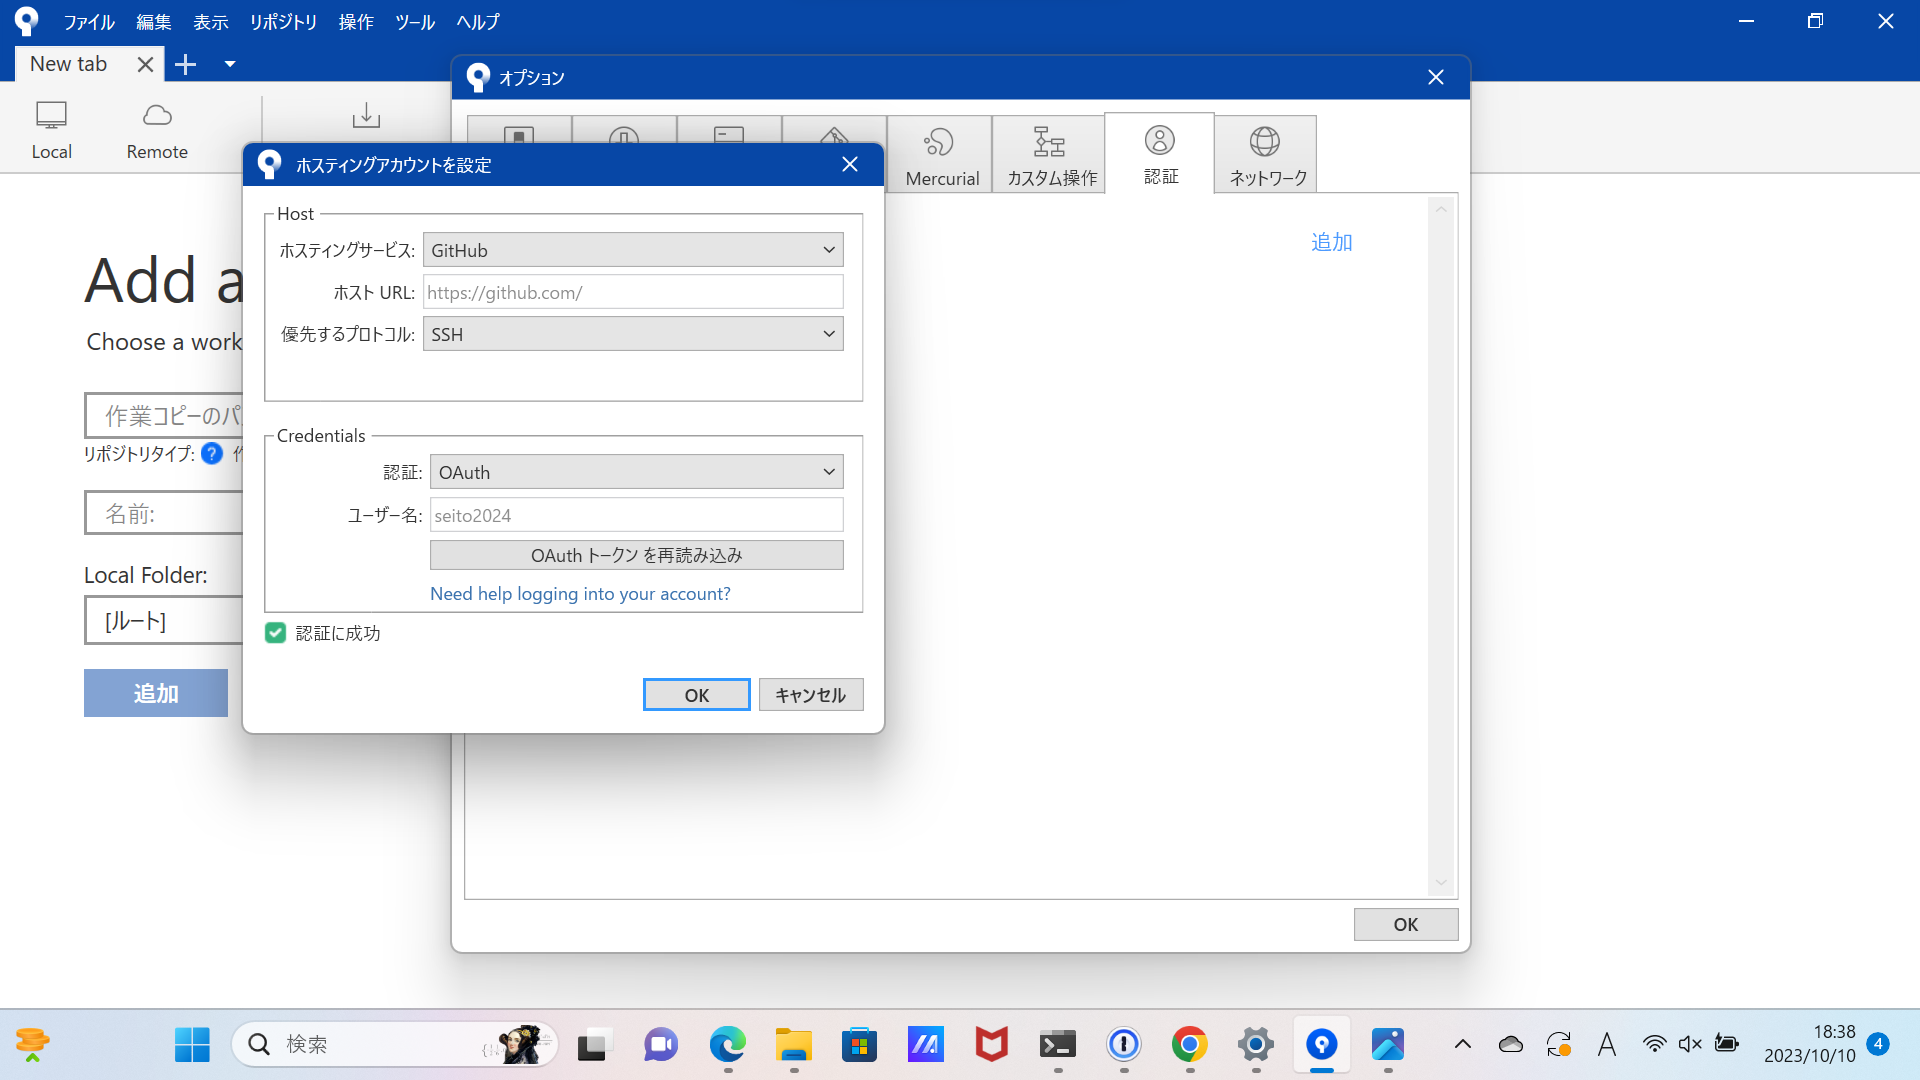 ファイル 編集 表示 リポジトリ 操作 ツール ヘルプ
New tab
オプション
Local
Remote
Mercurial
カスタム操作
認証
ネットワーク
追加
ホスティングアカウントを設定
Host
ホスティングサービス: GitHub
ホスト URL: https://github.com/
優先するプロトコル: SSH
Credentials
認証: OAuth
ユーザー名: seito2024
OAuth トークン を再読み込み
Need help logging into your account?
認証に成功
OK
キャンセル
Add a
Choose a work
作業コピーのパ
リポジトリタイプ: ?
名前:
Local Folder:
[ルート]
追加
OK
検索
A
18:38
2023/10/10
4